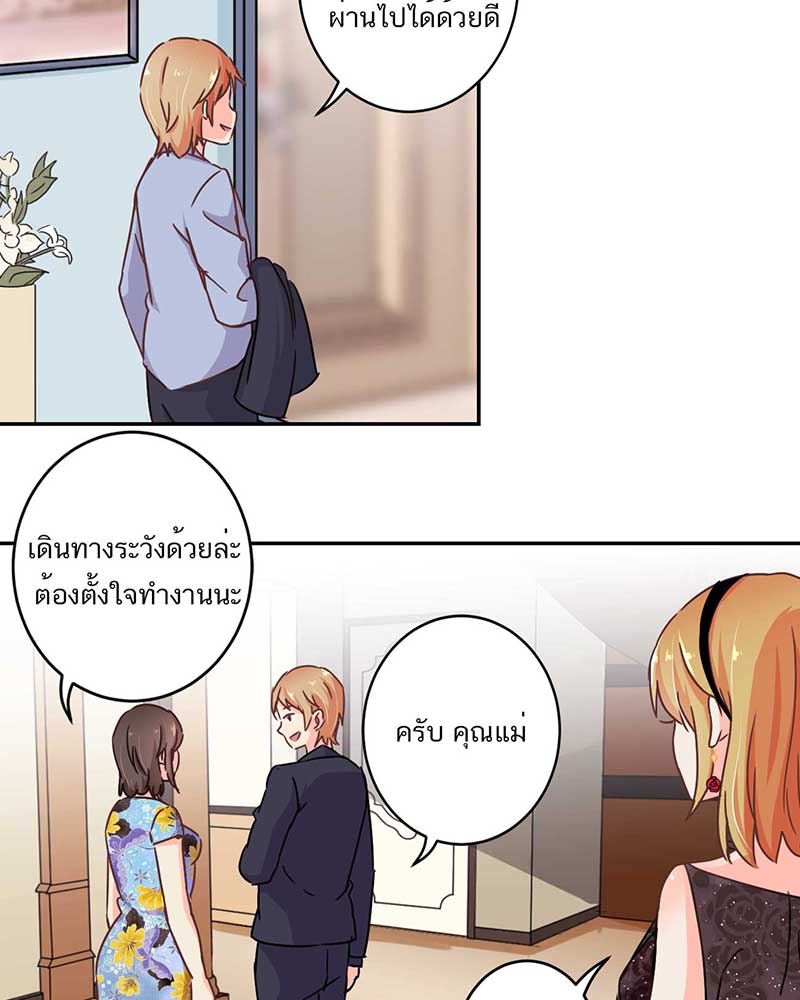 ผ่านไปได้ด้วยดี
เดินทางระวังด้วยล่ะ
ต้องตั้งใจทำงานนะ
ครับ คุณแม่